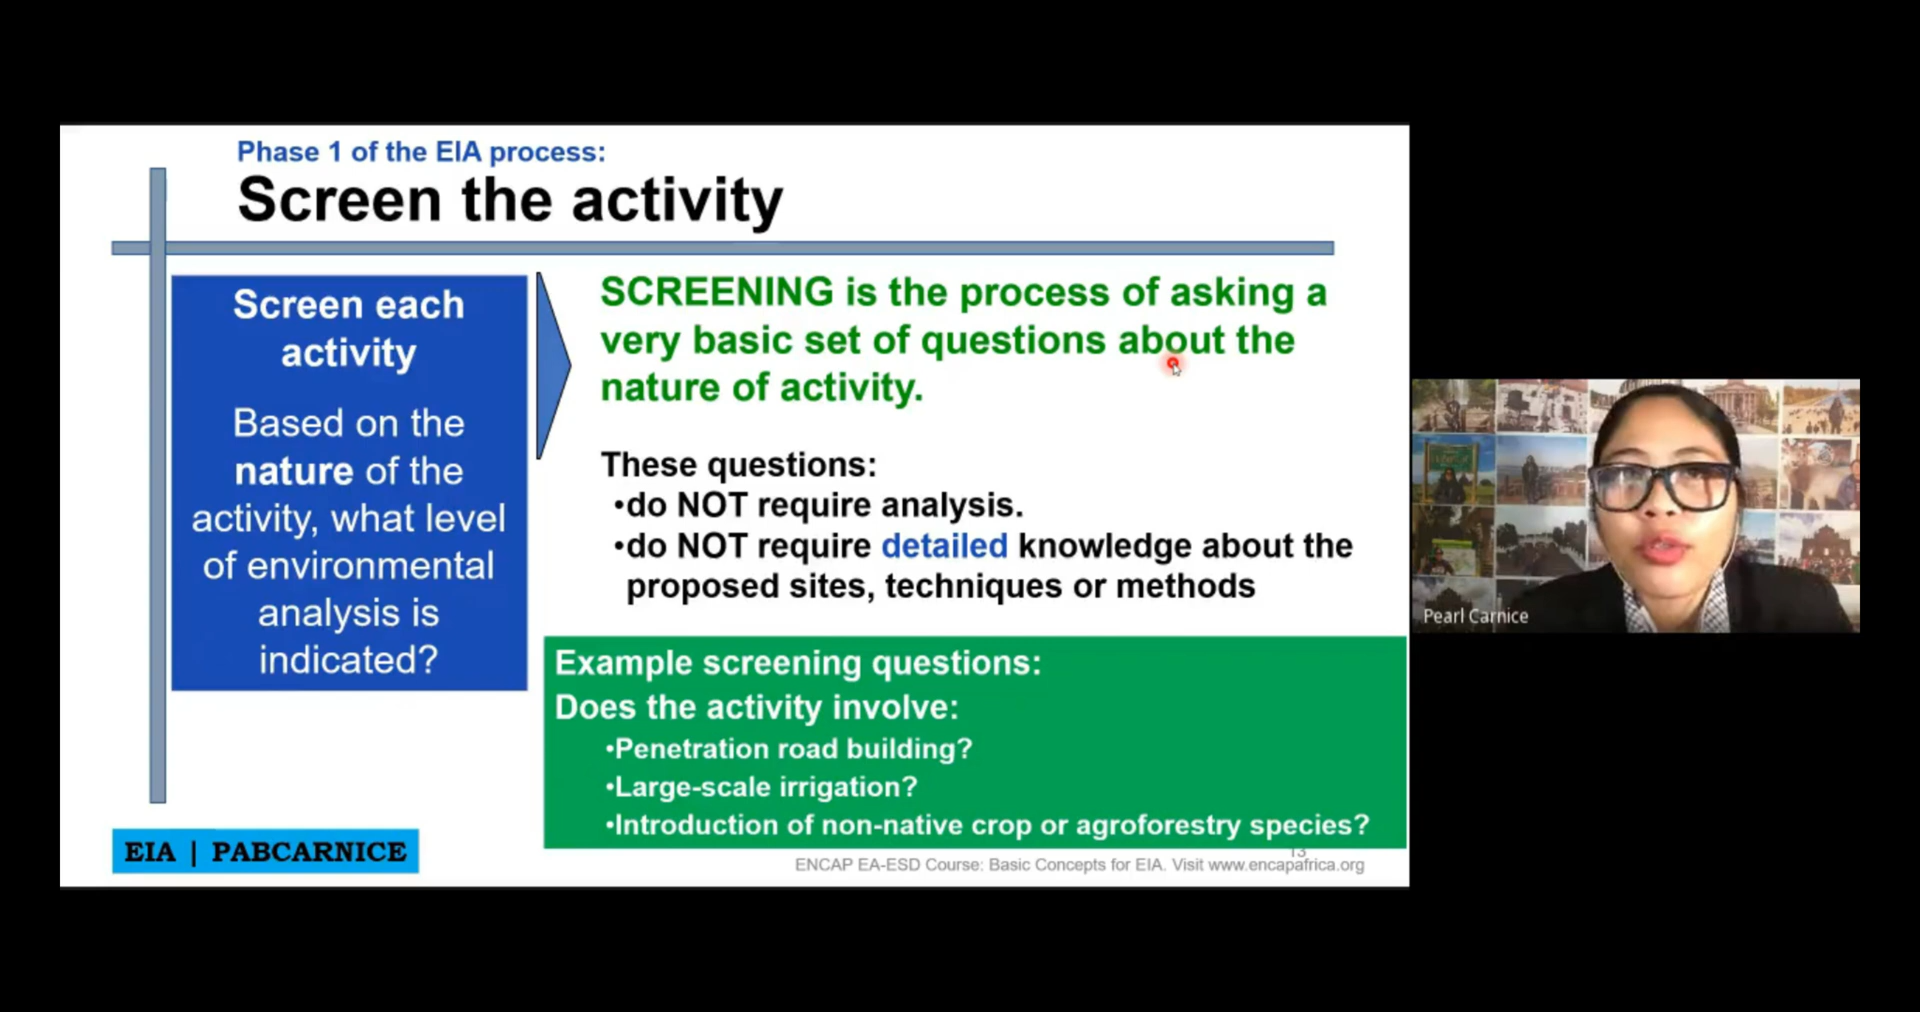 Phase 1 of the EIA process:
Screen the activity
Screen each
activity
Based on the
nature of the
activity, what level
of environmental
analysis is
indicated?
SCREENING is the process of asking a
very basic set of questions about the
nature of activity.
These questions:
•do NOT require analysis.
•do NOT require detailed knowledge about the
proposed sites, techniques or methods
Example screening questions:
Does the activity involve:
•Penetration road building?
•Large-scale irrigation?
•Introduction of non-native crop or agroforestry species?
13
EIA | PABCARNICE
ENCAP EA-ESD Course: Basic Concepts for EIA. Visit www.encapafrica.org
Pearl Carnice